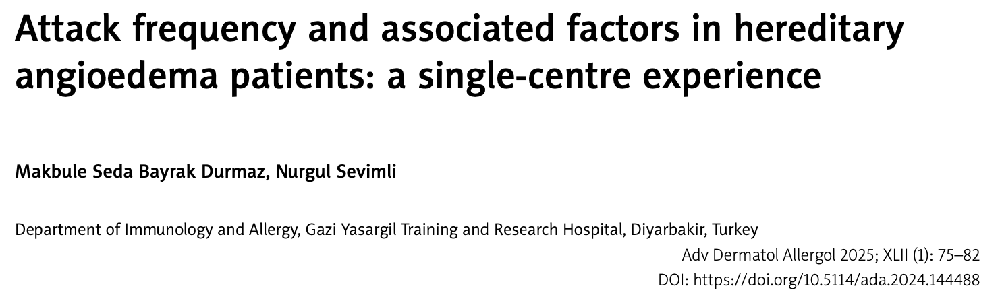 Attack frequency and associated factors in hereditary
angioedema patients: a single-centre experience
Makbule Seda Bayrak Durmaz, Nurgul Sevimli
Department of Immunology and Allergy, Gazi Yasargil Training and Research Hospital, Diyarbakir, Turkey
Adv Dermatol Allergol 2025; XLII (1): 75–82
DOI: https://doi.org/10.5114/ada.2024.144488